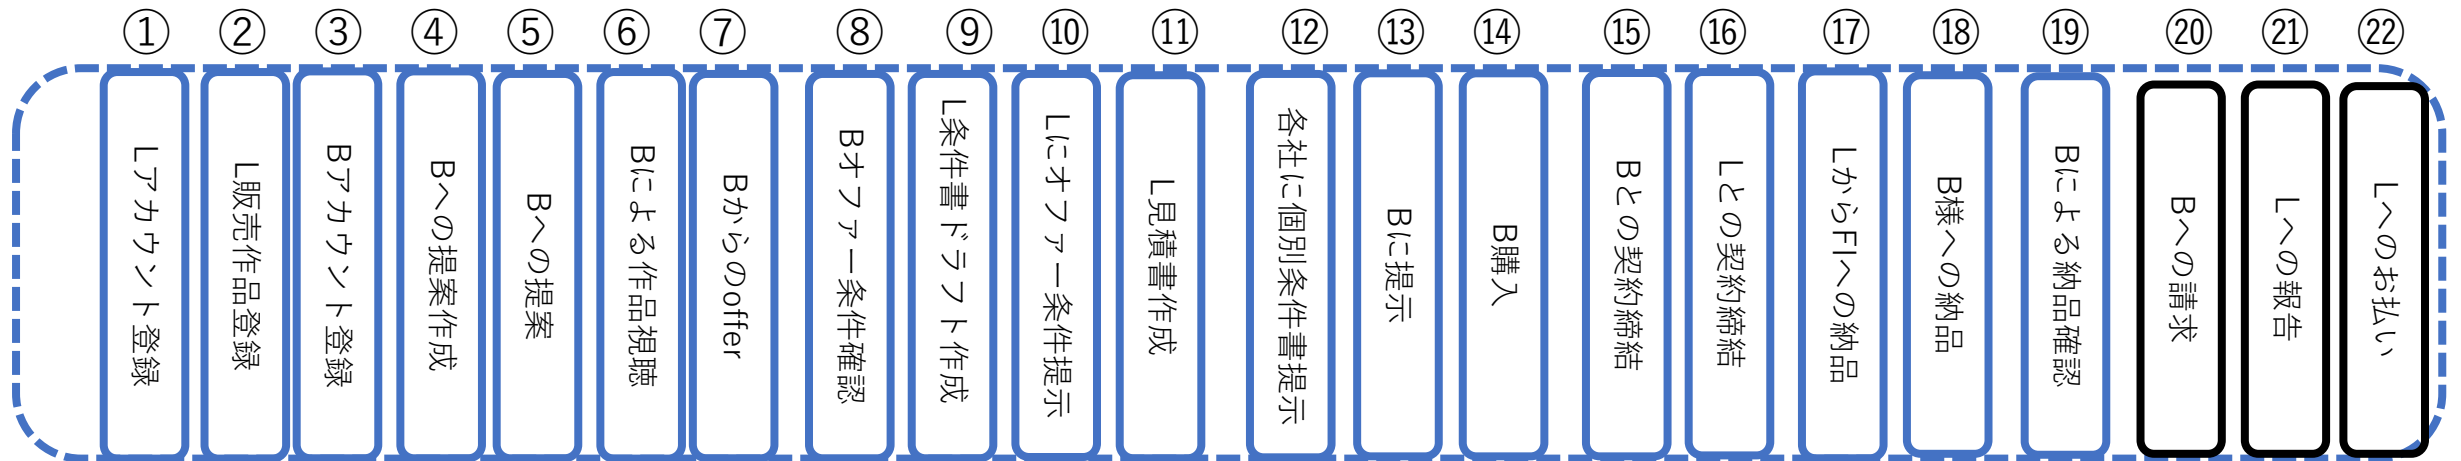 ① ② ③ ④ ⑤ ⑥ ⑦ ⑧ ⑨ ⑩ ⑪ ⑫ ⑬ ⑭ ⑮ ⑯ ⑰ ⑱ ⑲ ⑳ ㉑ ㉒
Lアカウント登録
L販売作品登録
Bアカウント登録
Bへの提案作成
Bへの提案
Bによる作品視聴
Bからのoffer
Bオファー条件確認
L条件書ドラフト作成
Lにオファー条件提示
L見積書作成
各社に個別条件書提示
Bに提示
B購入
Bとの契約締結
Lとの契約締結
LからFIへの納品
B様への納品
Bによる納品確認
Bへの請求
Lへの報告
Lへのお払い